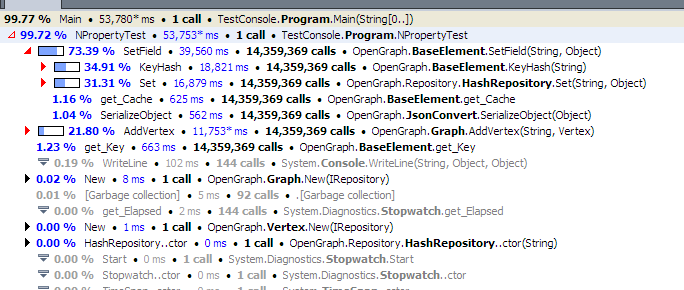 99.77 % Main • 53,780* ms • 1 call • TestConsole.Program.Main(String[0..])
99.72 % NPropertyTest • 53,753* ms • 1 call • TestConsole.Program.NPropertyTest
73.39 % SetField • 39,560 ms • 14,359,369 calls • OpenGraph.BaseElement.SetField(String, Object)
34.91 % KeyHash • 18,821 ms • 14,359,369 calls • OpenGraph.BaseElement.KeyHash(String)
31.31 % Set • 16,879 ms • 14,359,369 calls • OpenGraph.Repository.HashRepository.Set(String, Object)
1.16 % get_Cache • 625 ms • 14,359,369 calls • OpenGraph.BaseElement.get_Cache
1.04 % SerializeObject • 562 ms • 14,359,369 calls • OpenGraph.JsonConvert.SerializeObject(Object)
21.80 % AddVertex • 11,753* ms • 14,359,369 calls • OpenGraph.Graph.AddVertex(String, Vertex)
1.23 % get_Key • 663 ms • 14,359,369 calls • OpenGraph.BaseElement.get_Key
0.19 % WriteLine • 102 ms • 144 calls • System.Console.WriteLine(String, Object, Object)
0.02 % New • 8 ms • 1 call • OpenGraph.Graph.New(IRepository)
0.01 % [Garbage collection] • 5 ms • 92 calls • .[Garbage collection]
0.00 % get_Elapsed • 2 ms • 144 calls • System.Diagnostics.Stopwatch.get_Elapsed
0.00 % New • 1 ms • 1 call • OpenGraph.Vertex.New(IRepository)
0.00 % HashRepository..ctor • 0 ms • 1 call • OpenGraph.Repository.HashRepository..ctor(String)
0.00 % Start • 0 ms • 1 call • System.Diagnostics.Stopwatch.Start
0.00 % Stopwatch..ctor • 0 ms • 1 call • System.Diagnostics.Stopwatch..ctor